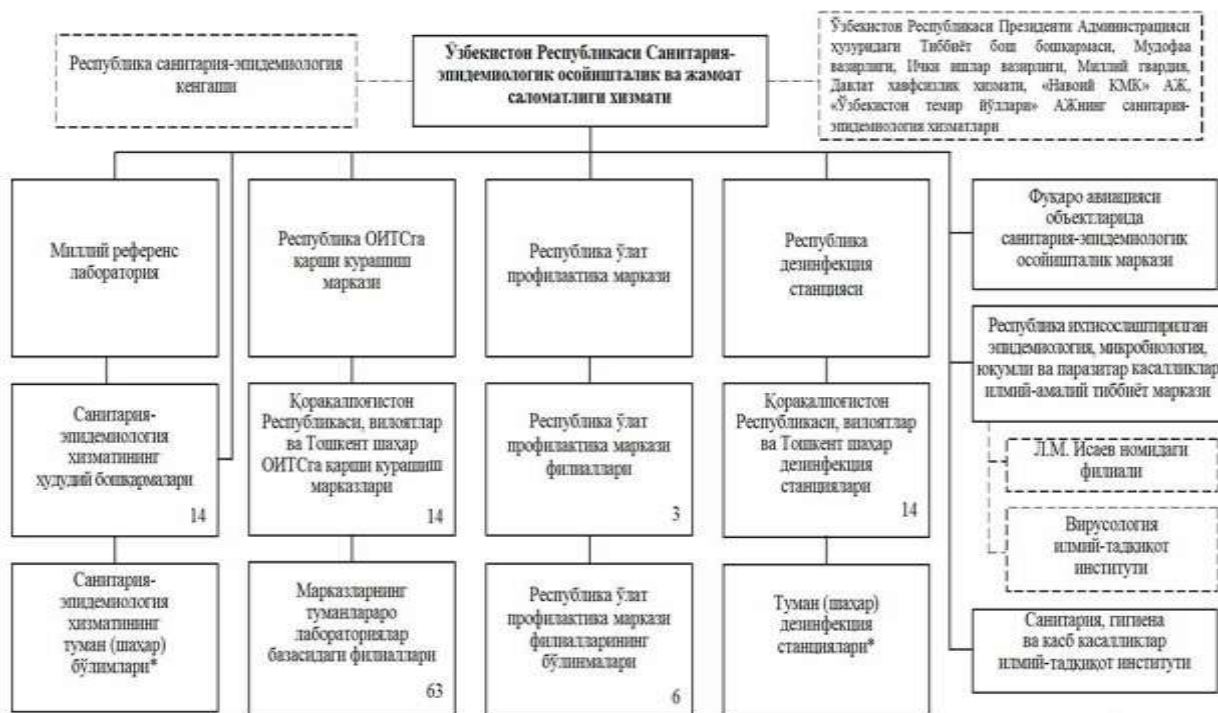 Республика санитария-эпидемиология
кенгаши
Ўзбекистон Республикаси Санитария-
эпидемиологик осойишталик ва жамоат
саломатлиги хизмати
Ўзбекистон Республикаси Президенти Администрацияси
ҳузуридаги Тиббиёт бош бошқармаси, Мудофаа
вазирлиги, Ички ишлар вазирлиги, Миллий гвардия,
Давлат хавфсизлик хизмати, «Навоий КМК» АЖ,
«Ўзбекистон темир йўллари» АЖнинг санитария-
эпидемиология хизматлари
Миллий референс
лаборатория
Республика ОИТСга
қарши курашиш
маркази
Республика ўлат
профилактика маркази
Республика
дезинфекция
станцияси
Фуқаро авиацияси
объектларида
санитария-эпидемиологик
осойишталик маркази
Санитария-
эпидемиология
хизматининг
ҳудудий бошқармалари
14
Қорақалпоғистон
Республикаси, вилоятлар
ва Тошкент шаҳар
ОИТСга қарши курашиш
марказлари
14
Республика ўлат
профилактика маркази
филиаллари
3
Қорақалпоғистон
Республикаси, вилоятлар
ва Тошкент шаҳар
дезинфекция
станциялари
14
Республика ихтисослаштирилган
эпидемиология, микробиология,
юқумли ва паразитар касалликлар
илмий-амалий тиббиёт маркази
Л.М. Исаев номидаги
филиали
Вирусология
илмий-тадқиқот
институти
Санитария-
эпидемиология
хизматининг
туман (шаҳар)
бўлимлари*
Марказларнинг
туманлараро
лабораториялар
базасидаги филиаллари
63
Республика ўлат
профилактика маркази
филиалларининг
бўлинмалари
6
Туман (шаҳар)
дезинфекция
станциялари*
Санитария, гигиена
ва касб касалликлар
илмий-тадқиқот институти